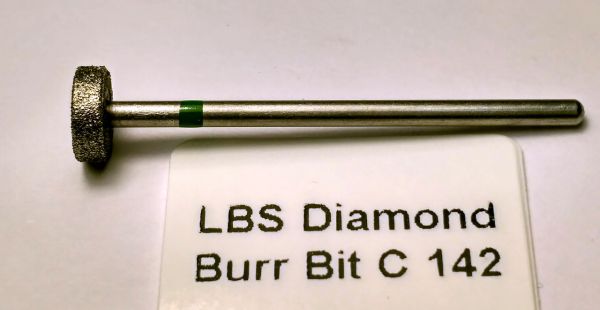 LBS Diamond
Burr Bit C 142